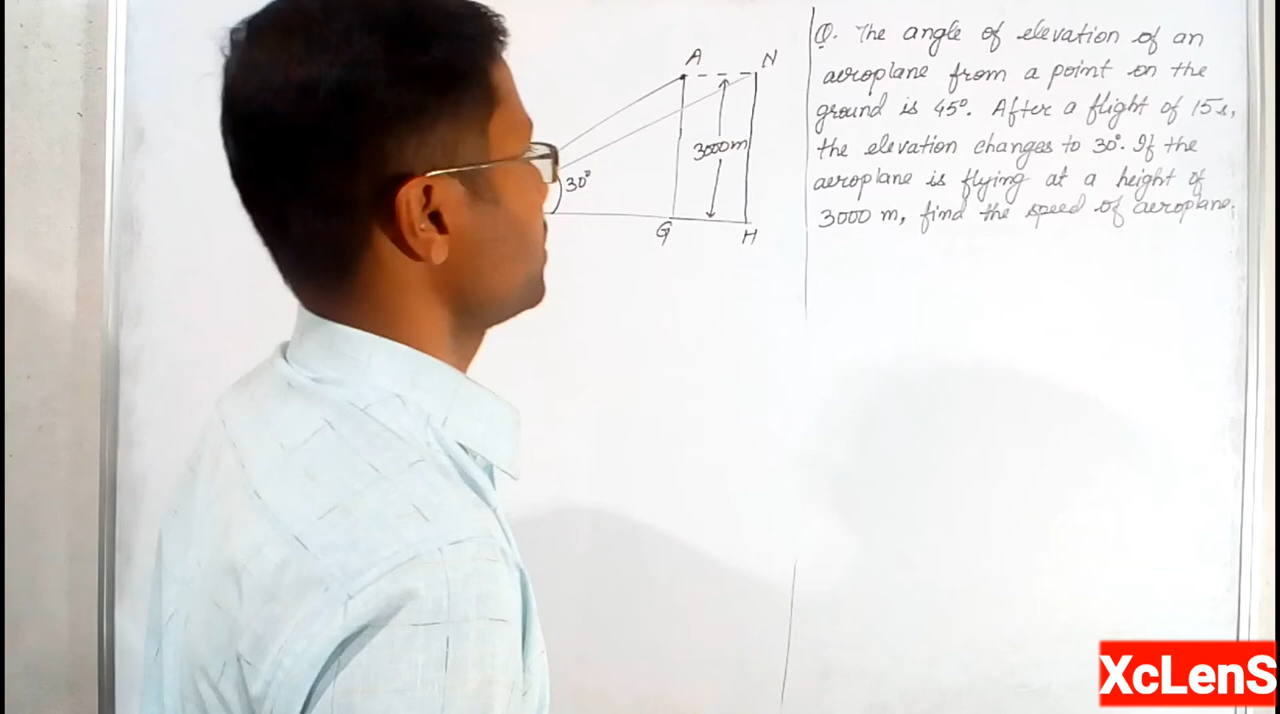 A N
3000m
30°
G H
Q. The angle of elevation of an
aeroplane from a point on the
ground is 45°. After a flight of 15s,
the elevation changes to 30°. If the
aeroplane is flying at a height of
3000 m, find the speed of aeroplane.
XcLenS